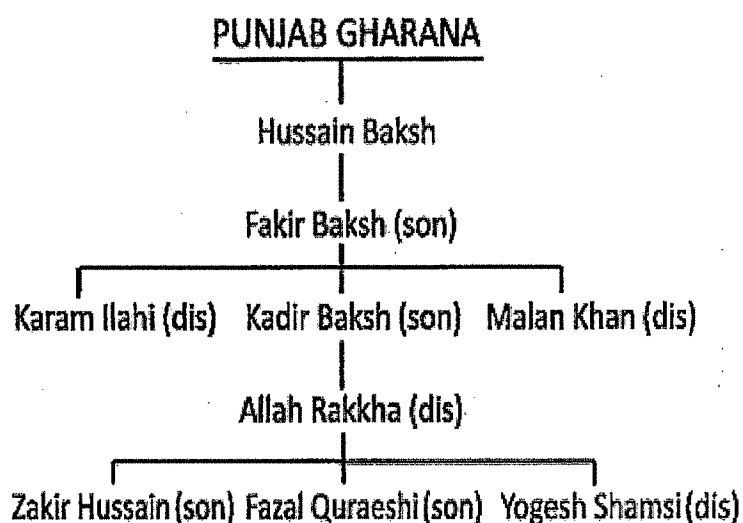 PUNJAB GHARANA
Hussain Baksh
Fakir Baksh (son)
Karam Ilahi (dis) Kadir Baksh (son) Malan Khan (dis)
Allah Rakkha (dis)
Zakir Hussain (son) Fazal Quraeshi (son) Yogesh Shamsi (dis)